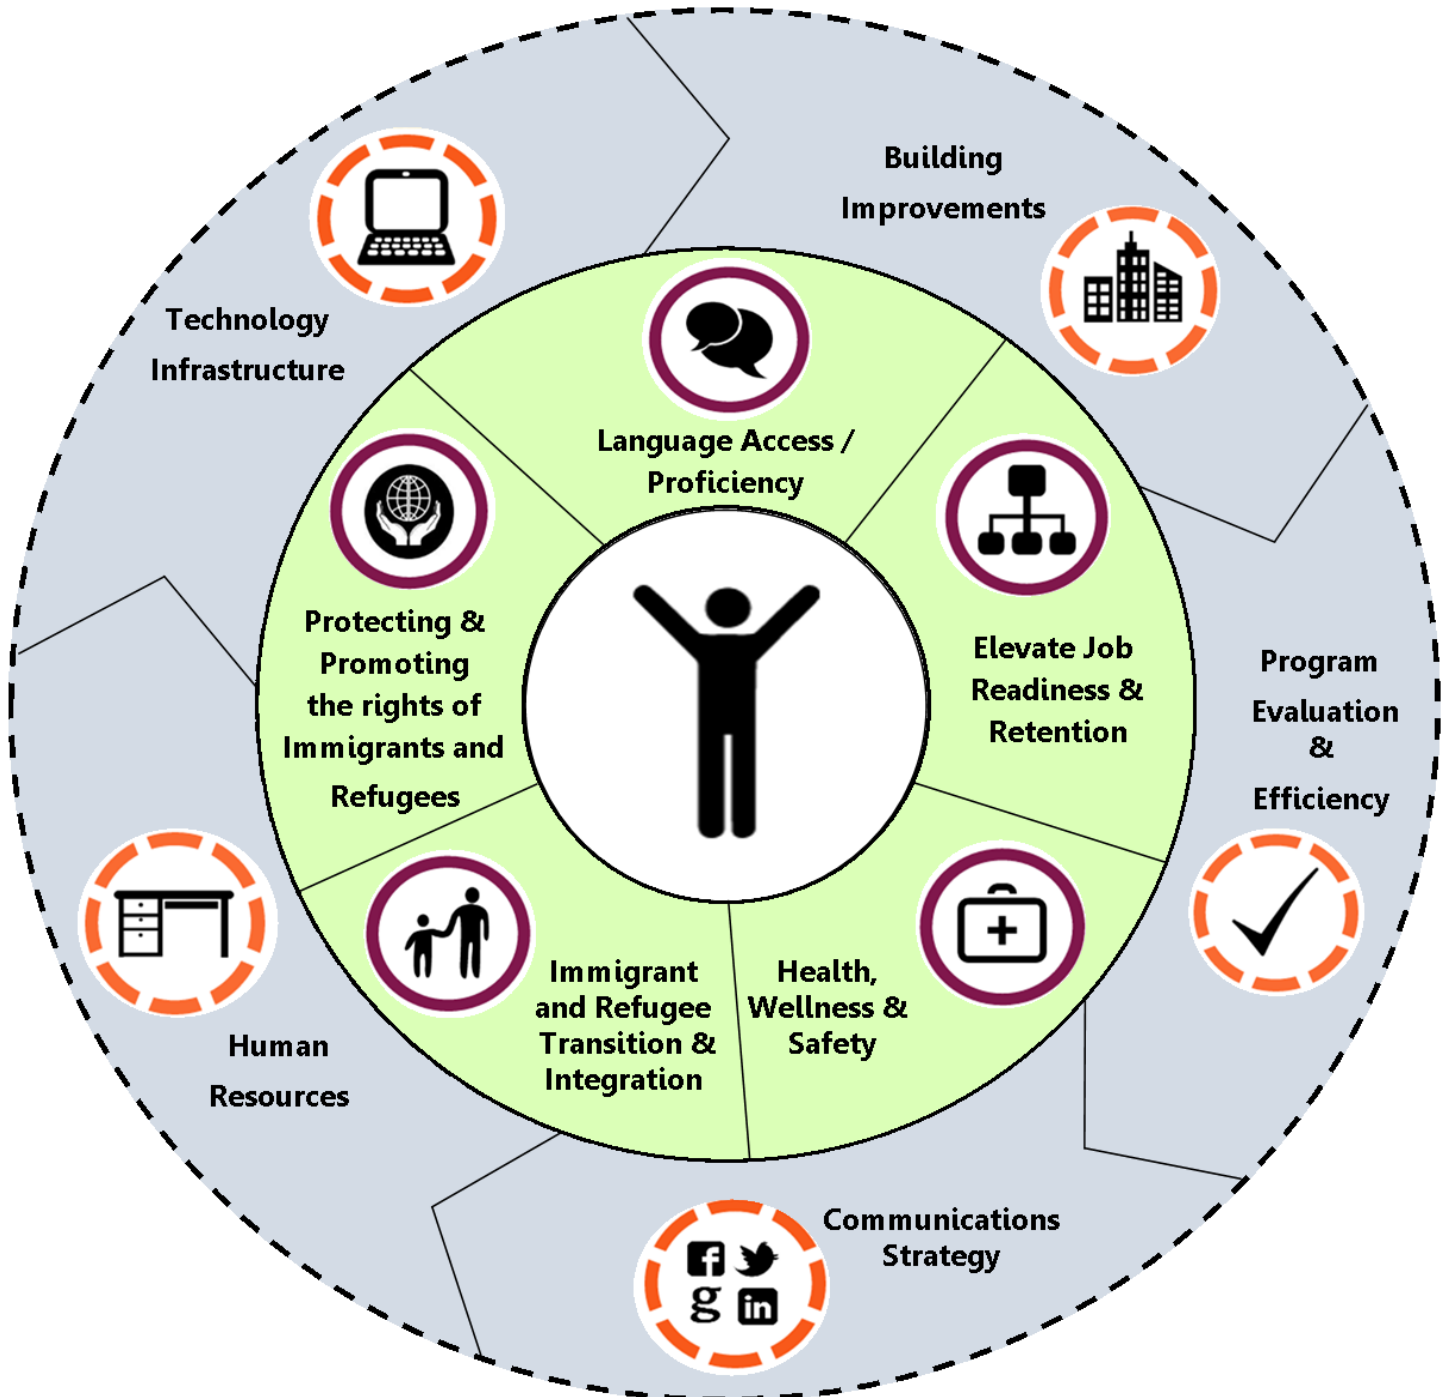 Building
Improvements
Technology
Infrastructure
Language Access /
Proficiency
Protecting &
Promoting
the rights of
Immigrants and
Refugees
Elevate Job
Readiness &
Retention
Program
Evaluation
&
Efficiency
Immigrant
and Refugee
Transition &
Integration
Health,
Wellness &
Safety
Human
Resources
Communications
Strategy
f
g
in